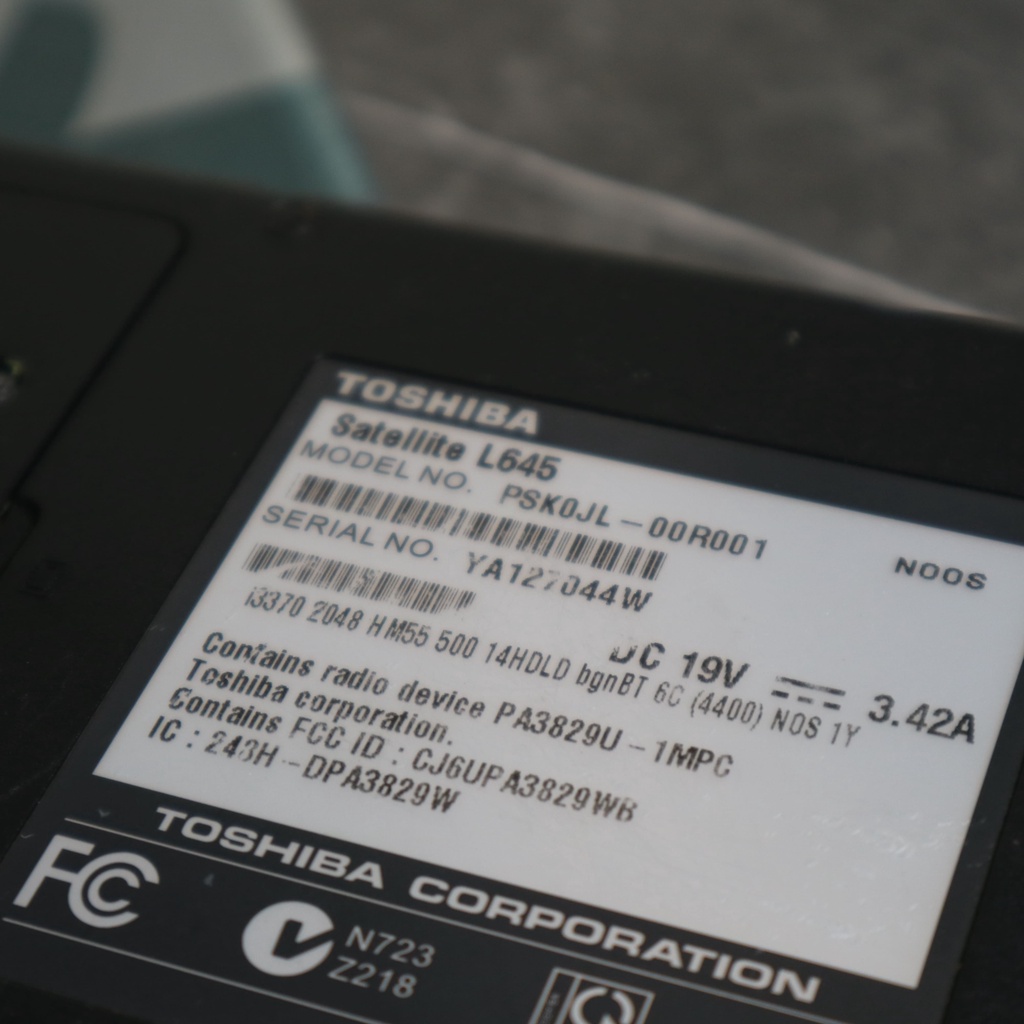 TOSHIBA
Satellite L645
MODEL NO. PSK0JL-00R001
NOOS
SERIAL NO. YA127044W
DC 19V ⎓ 3.42A
i3370 2048 HM55 500 14HDLD bgnBT 6C (4400) NOS 1Y
Contains radio device PA3829U-1MPC
Toshiba corporation.
Contains FCC ID : CJ6UPA3829WB
IC : 248H-DPA3829W
TOSHIBA CORPORATION
FC
N723
Z218